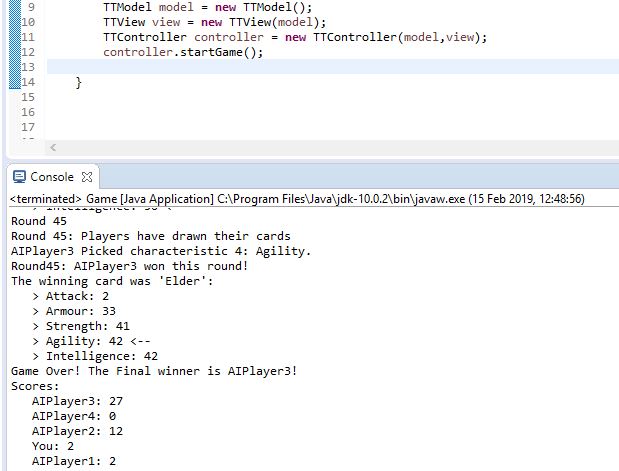 9 TTModel model = new TTModel();
10 TTView view = new TTView(model);
11 TTController controller = new TTController(model,view);
12 controller.startGame();
13
14 }
15
16
17
Console
<terminated> Game [Java Application] C:\Program Files\Java\jdk-10.0.2\bin\javaw.exe (15 Feb 2019, 12:48:56)
Round 45
Round 45: Players have drawn their cards
AIPlayer3 Picked characteristic 4: Agility.
Round45: AIPlayer3 won this round!
The winning card was 'Elder':
> Attack: 2
> Armour: 33
> Strength: 41
> Agility: 42 <--
> Intelligence: 42
Game Over! The Final winner is AIPlayer3!
Scores:
AIPlayer3: 27
AIPlayer4: 0
AIPlayer2: 12
You: 2
AIPlayer1: 2